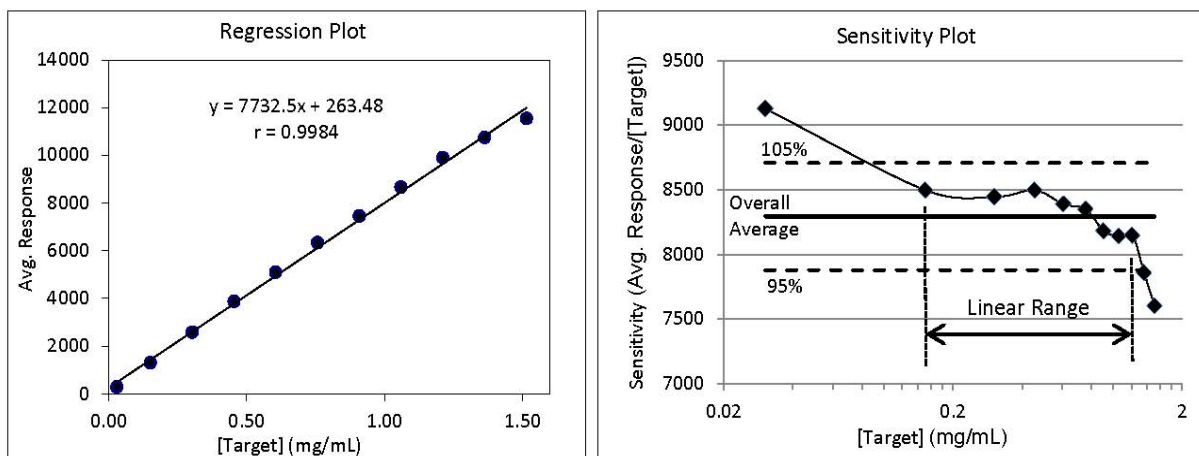 Regression Plot
14000
12000
10000
8000
6000
4000
2000
0
y = 7732.5x + 263.48
r = 0.9984
Avg. Response
0.00
0.50
1.00
1.50
[Target] (mg/mL)
Sensitivity Plot
9500
9000
8500
8000
7500
7000
Sensitivity (Avg. Response/[Target])
105%
Overall
Average
95%
Linear Range
0.02
0.2
2
[Target] (mg/mL)